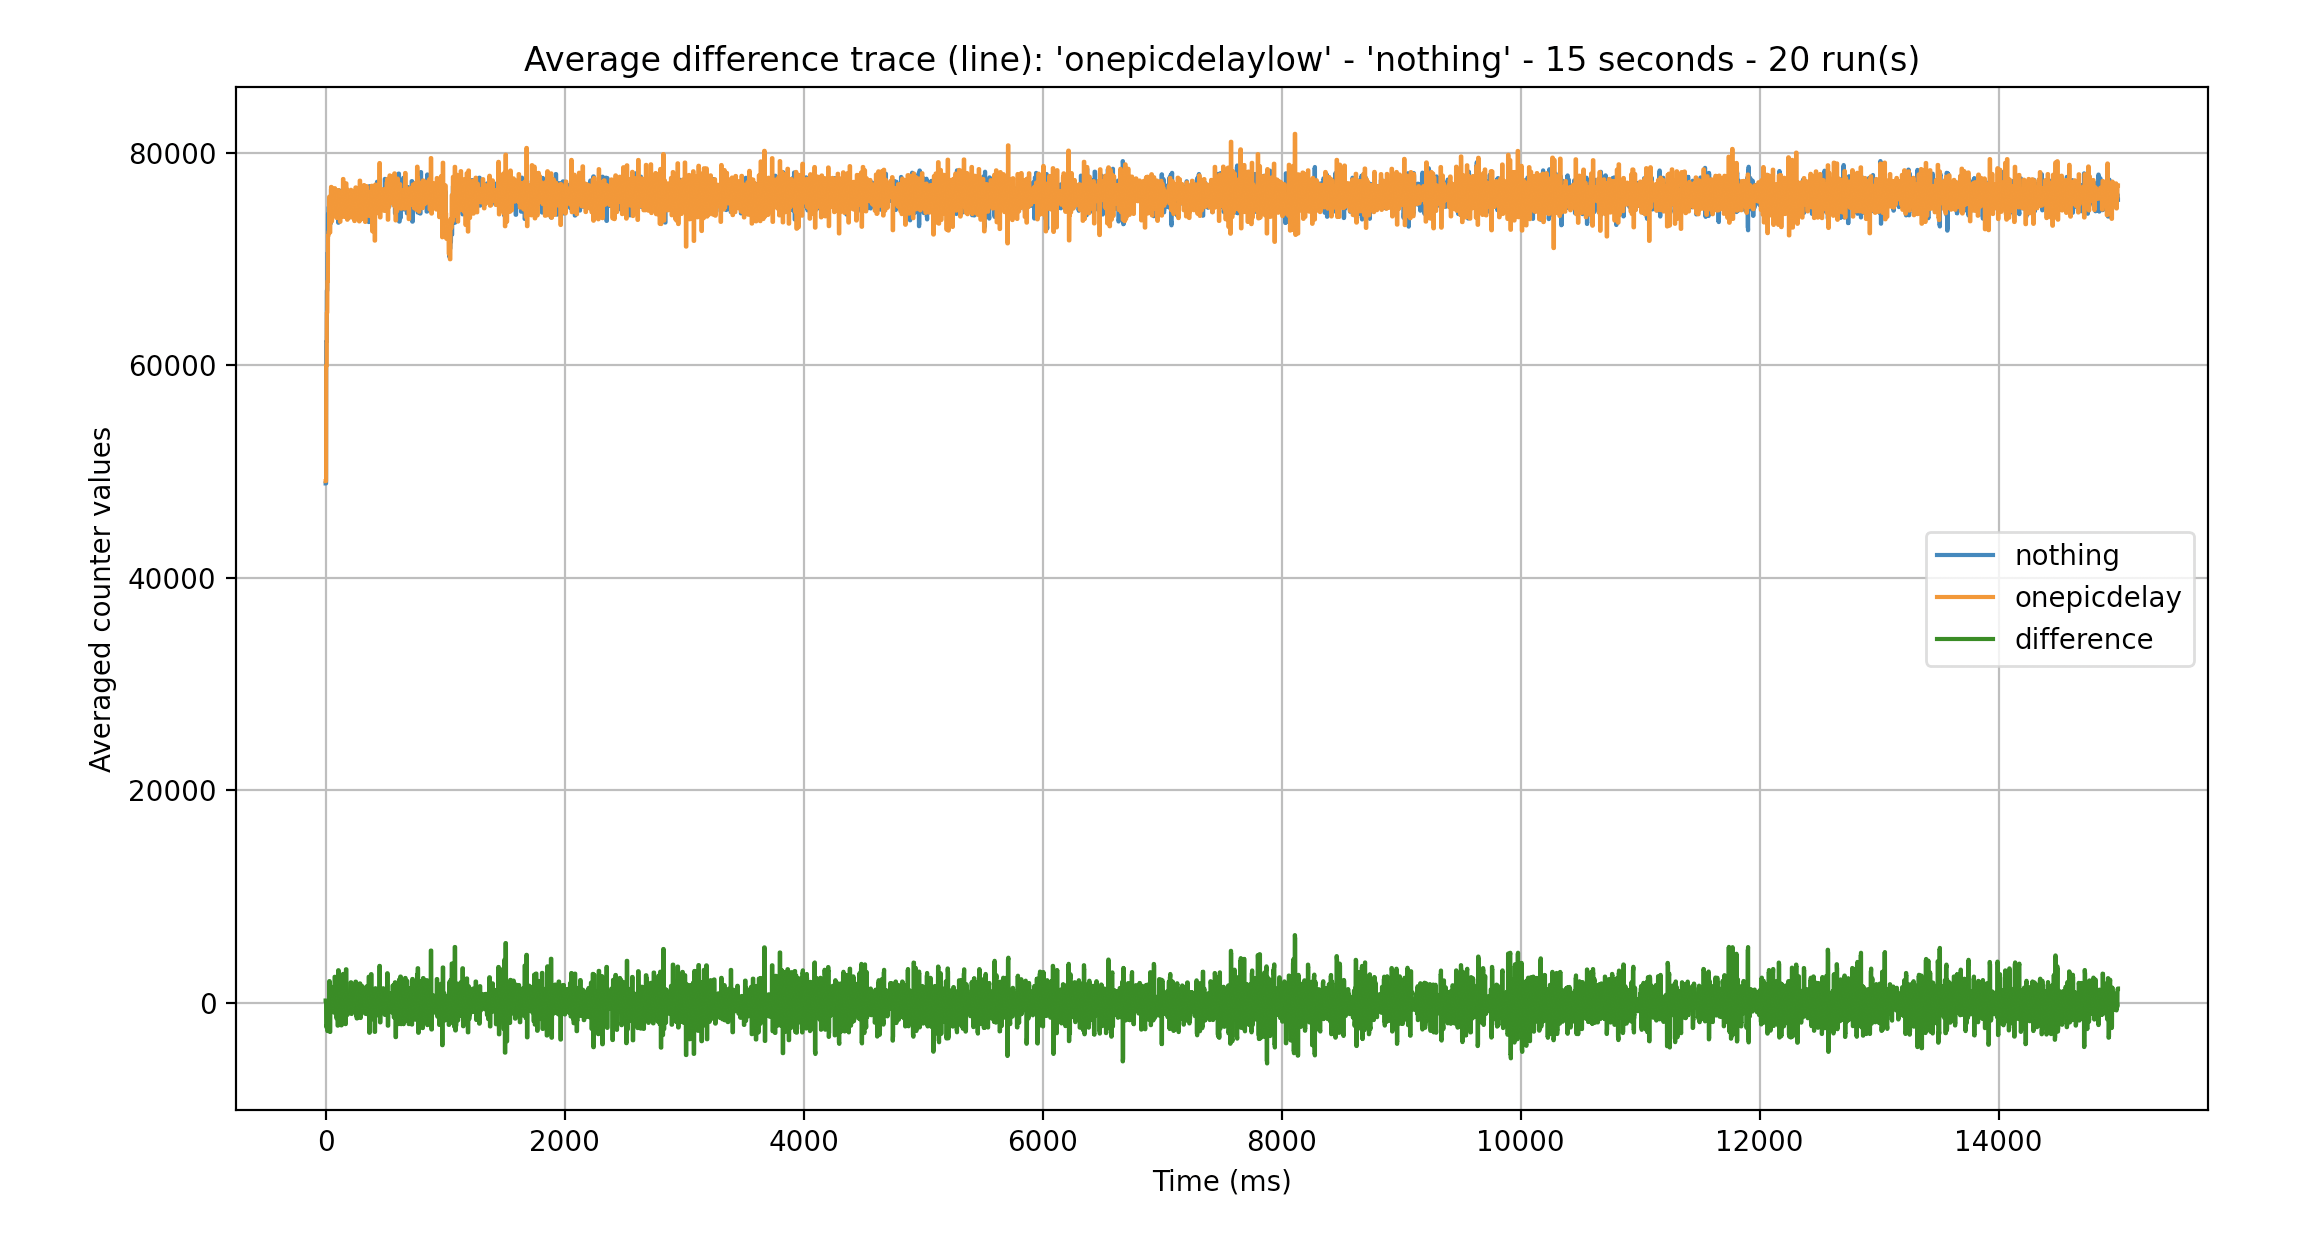 Average difference trace (line): 'onepicdelaylow' - 'nothing' - 15 seconds - 20 run(s)
80000
60000
40000
20000
0
Averaged counter values
nothing
onepicdelay
difference
0 2000 4000 6000 8000 10000 12000 14000
Time (ms)